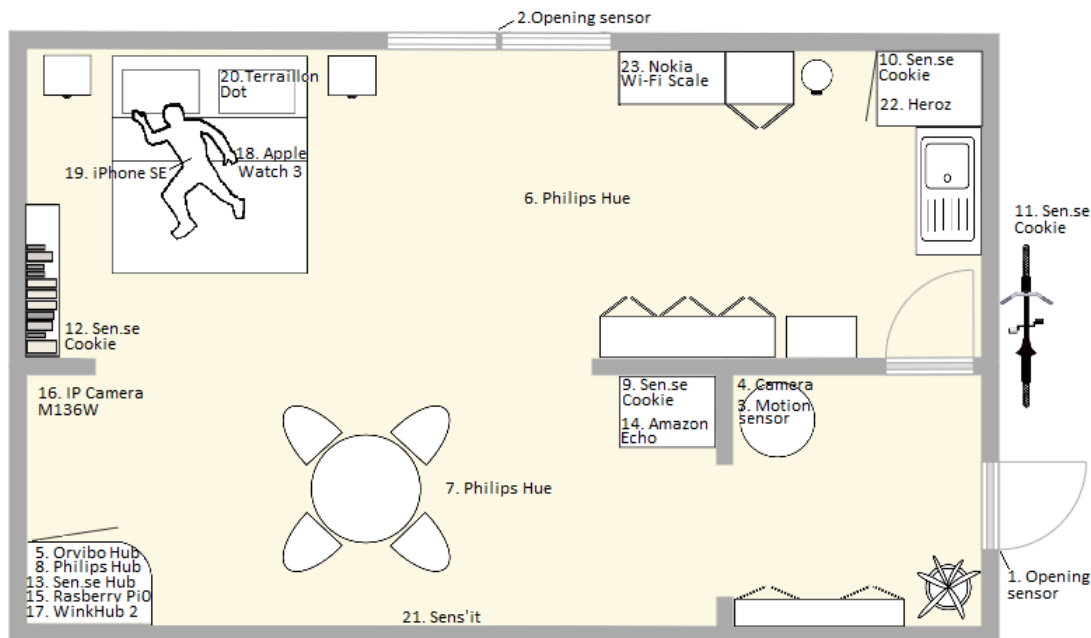 2.Opening sensor
20.Terraillon
Dot
23. Nokia
Wi-Fi Scale
10. Sen.se
Cookie
22. Heroz
18. Apple
Watch 3
19. iPhone SE
6. Philips Hue
11. Sen.se
Cookie
12. Sen.se
Cookie
16. IP Camera
M136W
9. Sen.se
Cookie
14. Amazon
Echo
4. Camera
3. Motion
sensor
7. Philips Hue
5. Orvibo Hub
8. Philips Hub
13. Sen.se Hub
15. Rasberry Pi0
17. WinkHub 2
21. Sens'it
1. Opening
sensor